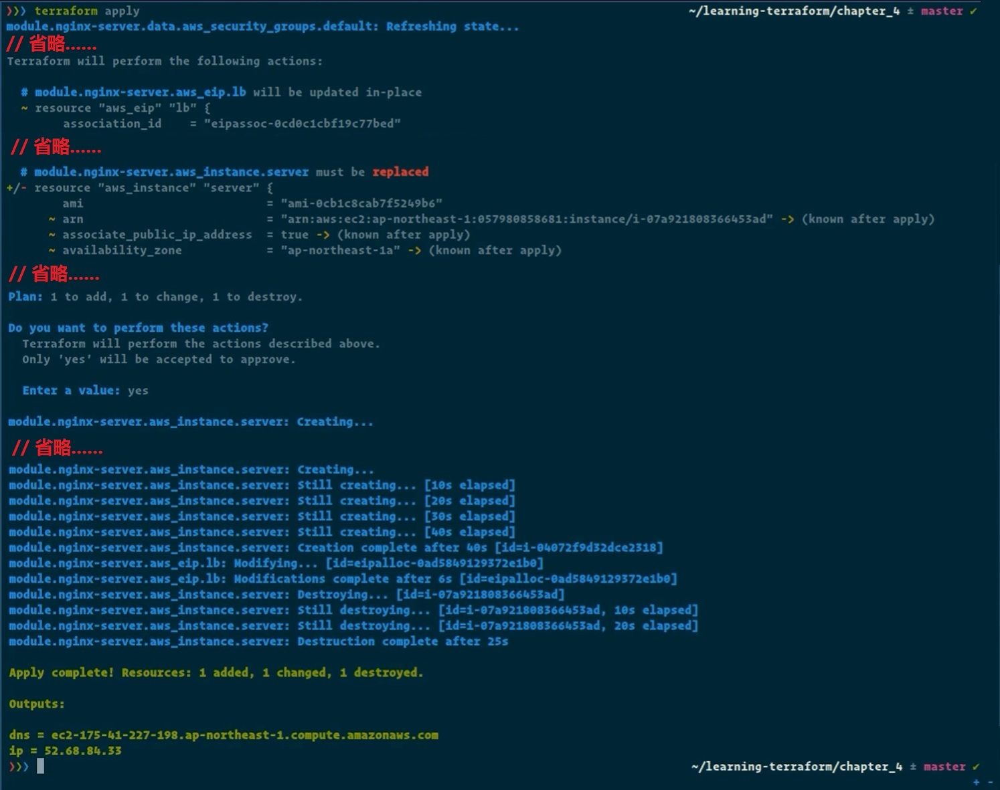 ❯❯❯ terraform apply ~/learning-terraform/chapter_4 ± master ✓
module.nginx-server.data.aws_security_groups.default: Refreshing state...
// 省略......
Terraform will perform the following actions:
# module.nginx-server.aws_eip.lb will be updated in-place
~ resource "aws_eip" "lb" {
association_id = "eipassoc-0cd0c1cbf19c77bed"
// 省略......
# module.nginx-server.aws_instance.server must be replaced
+/- resource "aws_instance" "server" {
ami = "ami-0cb1c8cab7f5249b6"
~ arn = "arn:aws:ec2:ap-northeast-1:057980858681:instance/i-07a921808366453ad" -> (known after apply)
~ associate_public_ip_address = true -> (known after apply)
~ availability_zone = "ap-northeast-1a" -> (known after apply)
// 省略......
Plan: 1 to add, 1 to change, 1 to destroy.
Do you want to perform these actions?
Terraform will perform the actions described above.
Only 'yes' will be accepted to approve.
Enter a value: yes
module.nginx-server.aws_instance.server: Creating...
// 省略......
module.nginx-server.aws_instance.server: Creating...
module.nginx-server.aws_instance.server: Still creating... [10s elapsed]
module.nginx-server.aws_instance.server: Still creating... [20s elapsed]
module.nginx-server.aws_instance.server: Still creating... [30s elapsed]
module.nginx-server.aws_instance.server: Still creating... [40s elapsed]
module.nginx-server.aws_instance.server: Creation complete after 40s [id=i-04072f9d32dce2318]
module.nginx-server.aws_eip.lb: Modifying... [id=eipalloc-0ad5849129372e1b0]
module.nginx-server.aws_eip.lb: Modifications complete after 6s [id=eipalloc-0ad5849129372e1b0]
module.nginx-server.aws_instance.server: Destroying... [id=i-07a921808366453ad]
module.nginx-server.aws_instance.server: Still destroying... [id=i-07a921808366453ad, 10s elapsed]
module.nginx-server.aws_instance.server: Still destroying... [id=i-07a921808366453ad, 20s elapsed]
module.nginx-server.aws_instance.server: Destruction complete after 25s
Apply complete! Resources: 1 added, 1 changed, 1 destroyed.
Outputs:
dns = ec2-175-41-227-198.ap-northeast-1.compute.amazonaws.com
ip = 52.68.84.33
❯❯❯ ~/learning-terraform/chapter_4 ± master ✓
+ -